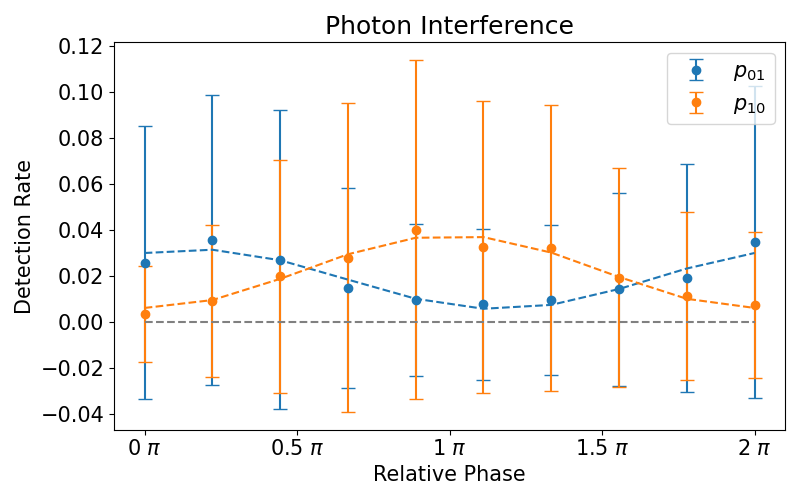 Photon Interference
Detection Rate
0.12
0.10
0.08
0.06
0.04
0.02
0.00
−0.02
−0.04
p01
p10
0 π
0.5 π
1 π
1.5 π
2 π
Relative Phase